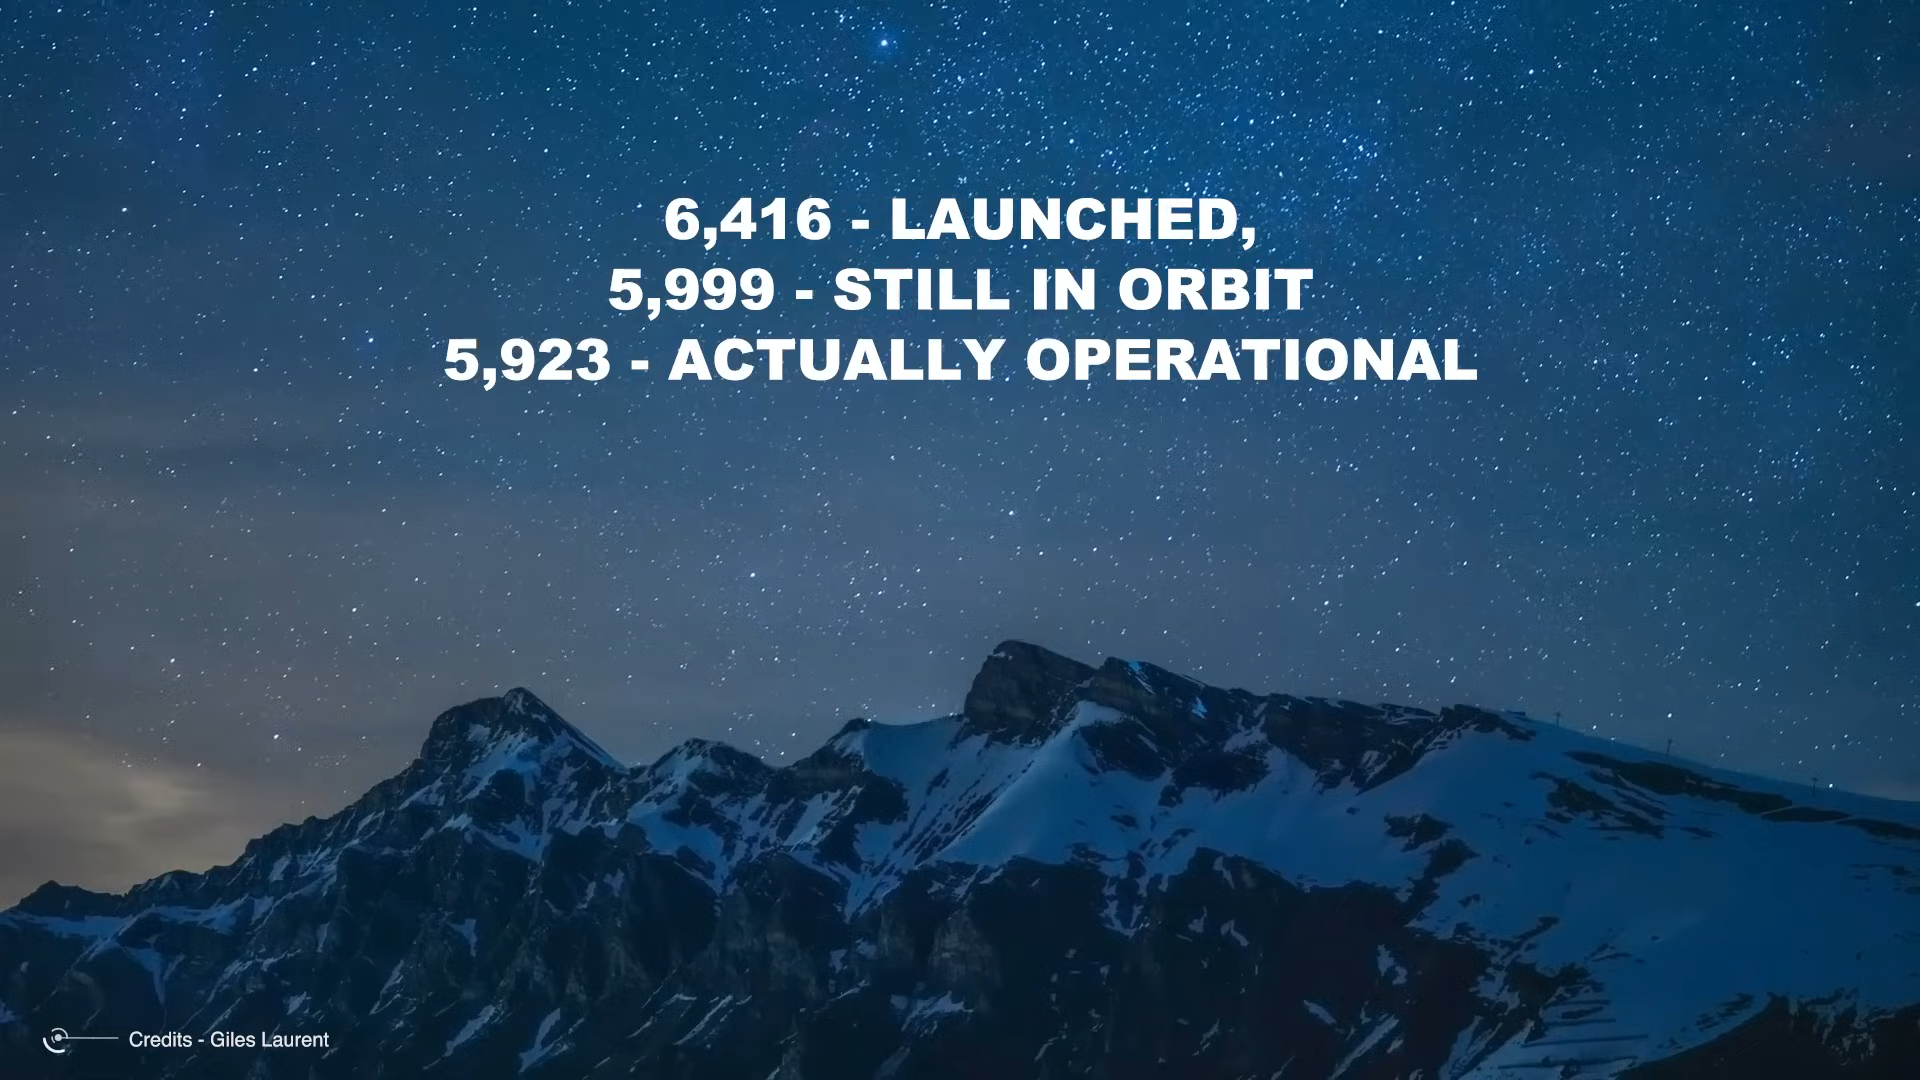 6,416 - LAUNCHED,
5,999 - STILL IN ORBIT
5,923 - ACTUALLY OPERATIONAL
Credits - Giles Laurent